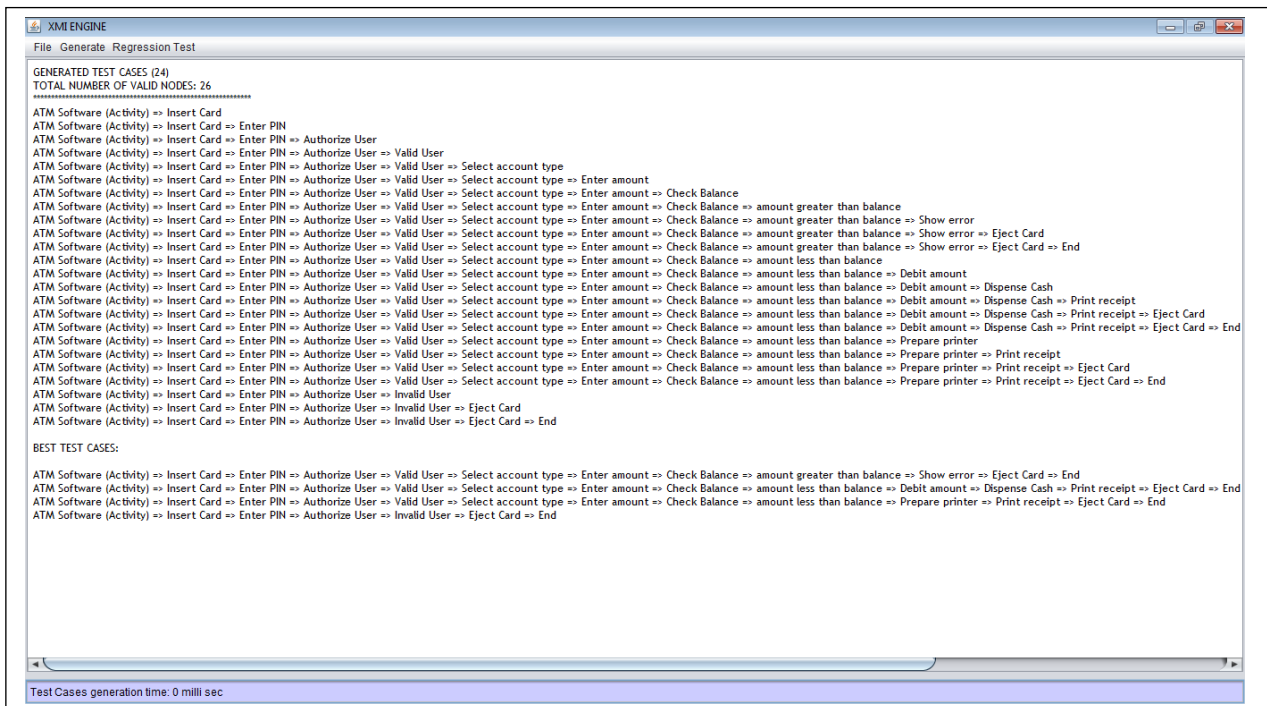 XMI ENGINE
File Generate Regression Test
GENERATED TEST CASES (24)
TOTAL NUMBER OF VALID NODES: 26
************************************************************
ATM Software (Activity) => Insert Card
ATM Software (Activity) => Insert Card => Enter PIN
ATM Software (Activity) => Insert Card => Enter PIN => Authorize User
ATM Software (Activity) => Insert Card => Enter PIN => Authorize User => Valid User
ATM Software (Activity) => Insert Card => Enter PIN => Authorize User => Valid User => Select account type
ATM Software (Activity) => Insert Card => Enter PIN => Authorize User => Valid User => Select account type => Enter amount
ATM Software (Activity) => Insert Card => Enter PIN => Authorize User => Valid User => Select account type => Enter amount => Check Balance
ATM Software (Activity) => Insert Card => Enter PIN => Authorize User => Valid User => Select account type => Enter amount => Check Balance => amount greater than balance
ATM Software (Activity) => Insert Card => Enter PIN => Authorize User => Valid User => Select account type => Enter amount => Check Balance => amount greater than balance => Show error
ATM Software (Activity) => Insert Card => Enter PIN => Authorize User => Valid User => Select account type => Enter amount => Check Balance => amount greater than balance => Show error => Eject Card
ATM Software (Activity) => Insert Card => Enter PIN => Authorize User => Valid User => Select account type => Enter amount => Check Balance => amount greater than balance => Show error => Eject Card => End
ATM Software (Activity) => Insert Card => Enter PIN => Authorize User => Valid User => Select account type => Enter amount => Check Balance => amount less than balance
ATM Software (Activity) => Insert Card => Enter PIN => Authorize User => Valid User => Select account type => Enter amount => Check Balance => amount less than balance => Debit amount
ATM Software (Activity) => Insert Card => Enter PIN => Authorize User => Valid User => Select account type => Enter amount => Check Balance => amount less than balance => Debit amount => Dispense Cash
ATM Software (Activity) => Insert Card => Enter PIN => Authorize User => Valid User => Select account type => Enter amount => Check Balance => amount less than balance => Debit amount => Dispense Cash => Print receipt
ATM Software (Activity) => Insert Card => Enter PIN => Authorize User => Valid User => Select account type => Enter amount => Check Balance => amount less than balance => Debit amount => Dispense Cash => Print receipt => Eject Card
ATM Software (Activity) => Insert Card => Enter PIN => Authorize User => Valid User => Select account type => Enter amount => Check Balance => amount less than balance => Debit amount => Dispense Cash => Print receipt => Eject Card => End
ATM Software (Activity) => Insert Card => Enter PIN => Authorize User => Valid User => Select account type => Enter amount => Check Balance => amount less than balance => Prepare printer
ATM Software (Activity) => Insert Card => Enter PIN => Authorize User => Valid User => Select account type => Enter amount => Check Balance => amount less than balance => Prepare printer => Print receipt
ATM Software (Activity) => Insert Card => Enter PIN => Authorize User => Valid User => Select account type => Enter amount => Check Balance => amount less than balance => Prepare printer => Print receipt => Eject Card
ATM Software (Activity) => Insert Card => Enter PIN => Authorize User => Valid User => Select account type => Enter amount => Check Balance => amount less than balance => Prepare printer => Print receipt => Eject Card => End
ATM Software (Activity) => Insert Card => Enter PIN => Authorize User => Invalid User
ATM Software (Activity) => Insert Card => Enter PIN => Authorize User => Invalid User => Eject Card
ATM Software (Activity) => Insert Card => Enter PIN => Authorize User => Invalid User => Eject Card => End
BEST TEST CASES:
ATM Software (Activity) => Insert Card => Enter PIN => Authorize User => Valid User => Select account type => Enter amount => Check Balance => amount greater than balance => Show error => Eject Card => End
ATM Software (Activity) => Insert Card => Enter PIN => Authorize User => Valid User => Select account type => Enter amount => Check Balance => amount less than balance => Debit amount => Dispense Cash => Print receipt => Eject Card => End
ATM Software (Activity) => Insert Card => Enter PIN => Authorize User => Valid User => Select account type => Enter amount => Check Balance => amount less than balance => Prepare printer => Print receipt => Eject Card => End
ATM Software (Activity) => Insert Card => Enter PIN => Authorize User => Invalid User => Eject Card => End
Test Cases generation time: 0 milli sec